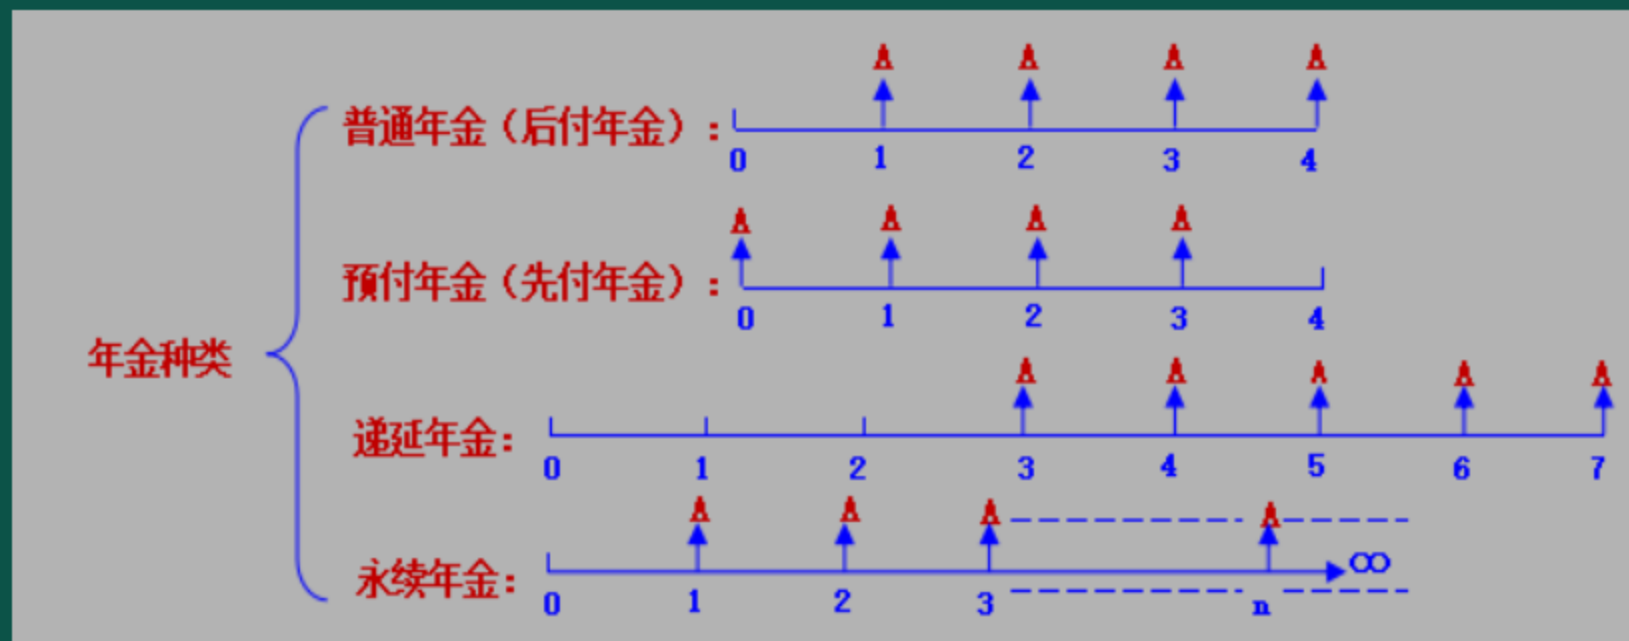 A A A A
普通年金（后付年金）：
0 1 2 3 4
A A A A
预付年金（先付年金）：
0 1 2 3 4
年金种类
A A A A A
递延年金：
0 1 2 3 4 5 6 7
A A A A
永续年金： ∞
0 1 2 3 n